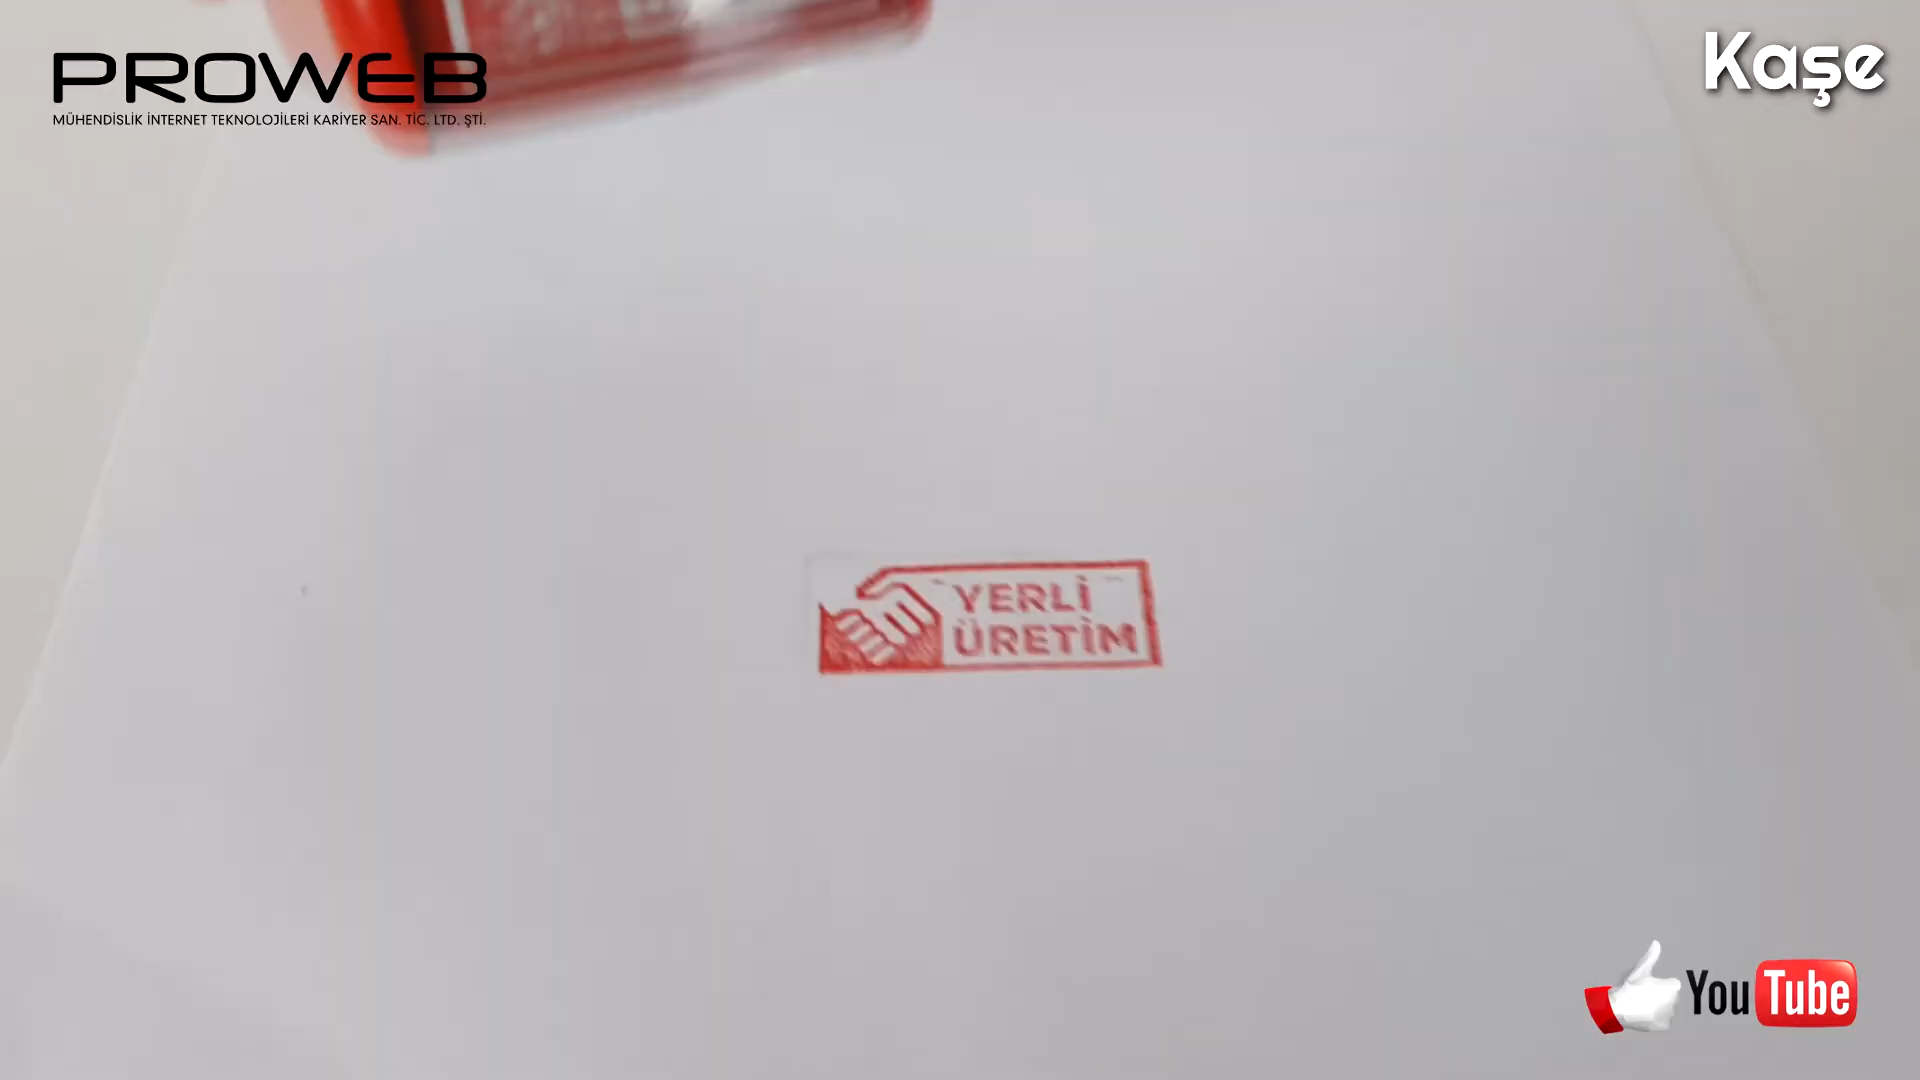 PROWEB
MÜHENDİSLİK İNTERNET TEKNOLOJİLERİ KARİYER SAN. TİC. LTD. ŞTİ.
Kaşe
YERLİ
ÜRETİM
YouTube